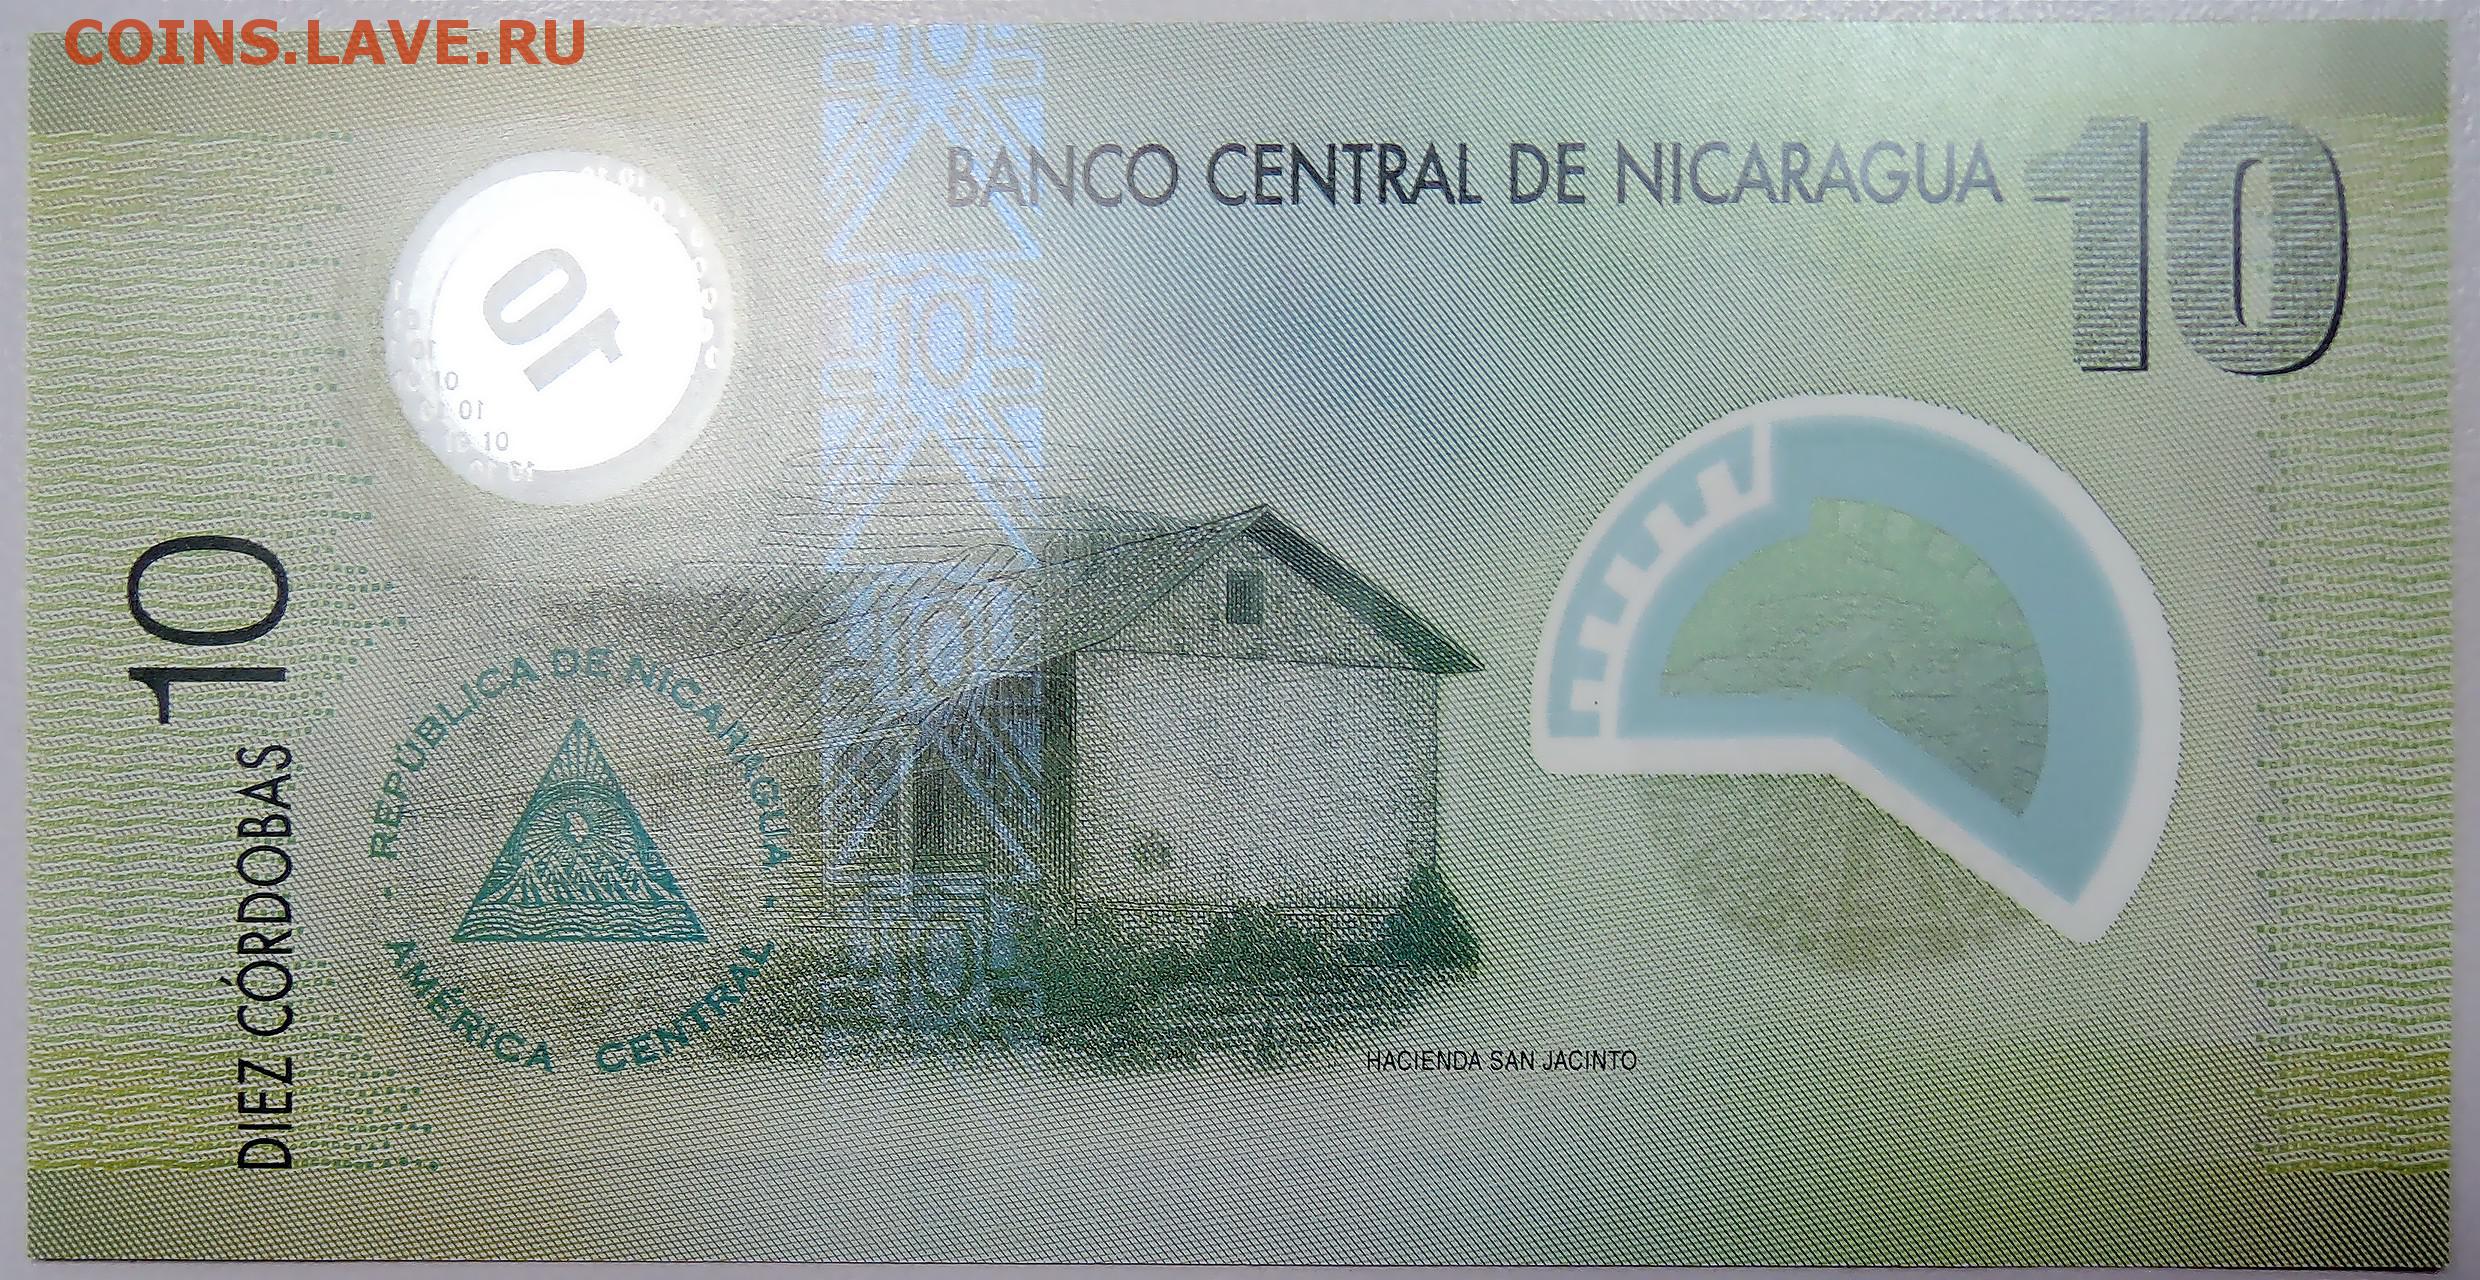 COINS.LAVE.RU
BANCO CENTRAL DE NICARAGUA
10
10
DIEZ CÓRDOBAS 10
REPÚBLICA DE NICARAGUA
AMÉRICA CENTRAL
HACIENDA SAN JACINTO